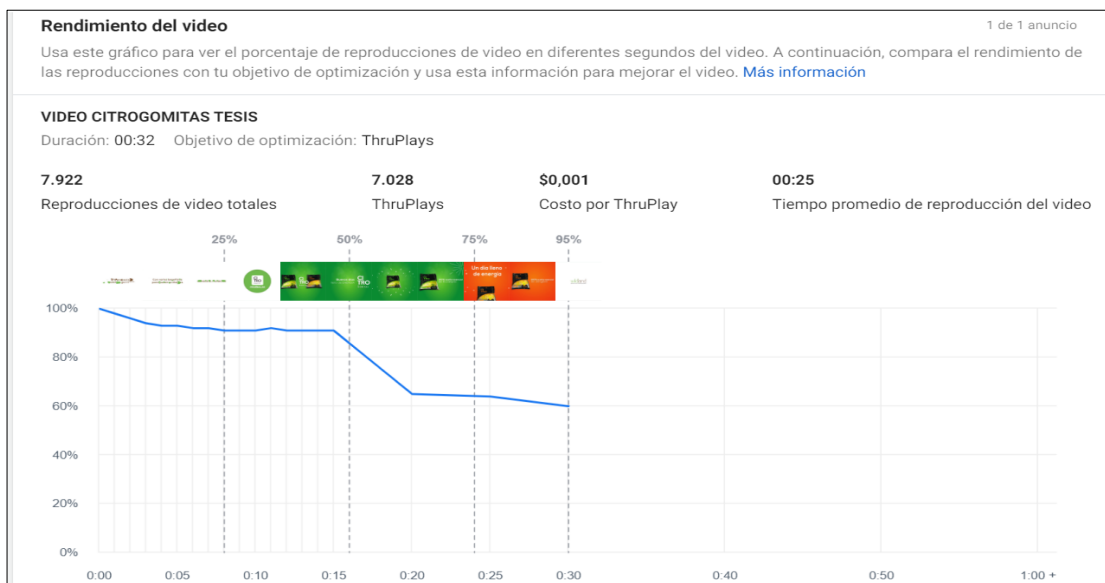 Rendimiento del video
1 de 1 anuncio
Usa este gráfico para ver el porcentaje de reproducciones de video en diferentes segundos del video. A continuación, compara el rendimiento de
las reproducciones con tu objetivo de optimización y usa esta información para mejorar el video. Más información
VIDEO CITROGOMITAS TESIS
Duración: 00:32 Objetivo de optimización: ThruPlays
7.922 7.028 $0,001 00:25
Reproducciones de video totales ThruPlays Costo por ThruPlay Tiempo promedio de reproducción del video
25% 50% 75% 95%
Un día lleno
de energía
100%
80%
60%
40%
20%
0%
0:00 0:05 0:10 0:15 0:20 0:25 0:30 0:40 0:50 1:00 +